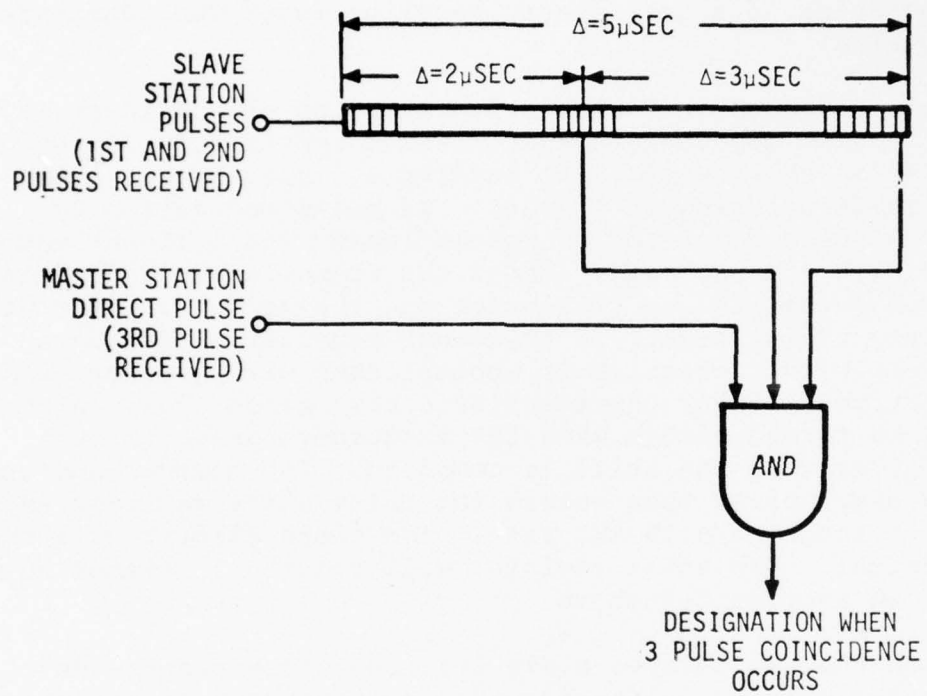 Δ=5μSEC
Δ=2μSEC
Δ=3μSEC
SLAVE
STATION
PULSES
(1ST AND 2ND
PULSES RECEIVED)
MASTER STATION
DIRECT PULSE
(3RD PULSE
RECEIVED)
AND
DESIGNATION WHEN
3 PULSE COINCIDENCE
OCCURS